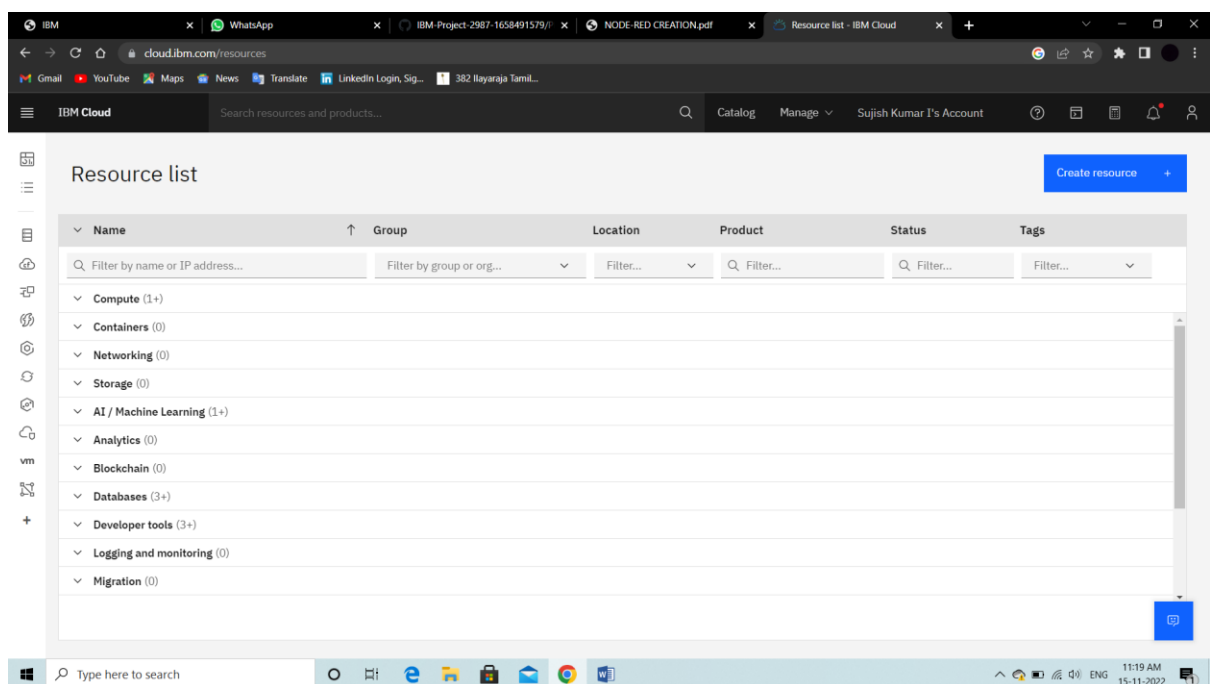 IBM WhatsApp IBM-Project-2987-1658491579/P NODE-RED CREATION.pdf Resource list - IBM Cloud
cloud.ibm.com/resources
Gmail YouTube Maps News Translate LinkedIn Login, Sig... 382 Ilayaraja Tamil...
IBM Cloud Search resources and products... Catalog Manage Sujish Kumar I's Account
Resource list Create resource +
Name Group Location Product Status Tags
Filter by name or IP address... Filter by group or org... Filter... Filter... Filter... Filter...
Compute (1+)
Containers (0)
Networking (0)
Storage (0)
AI / Machine Learning (1+)
Analytics (0)
vm
Blockchain (0)
Databases (3+)
Developer tools (3+)
Logging and monitoring (0)
Migration (0)
Type here to search ENG 11:19 AM
15-11-2022